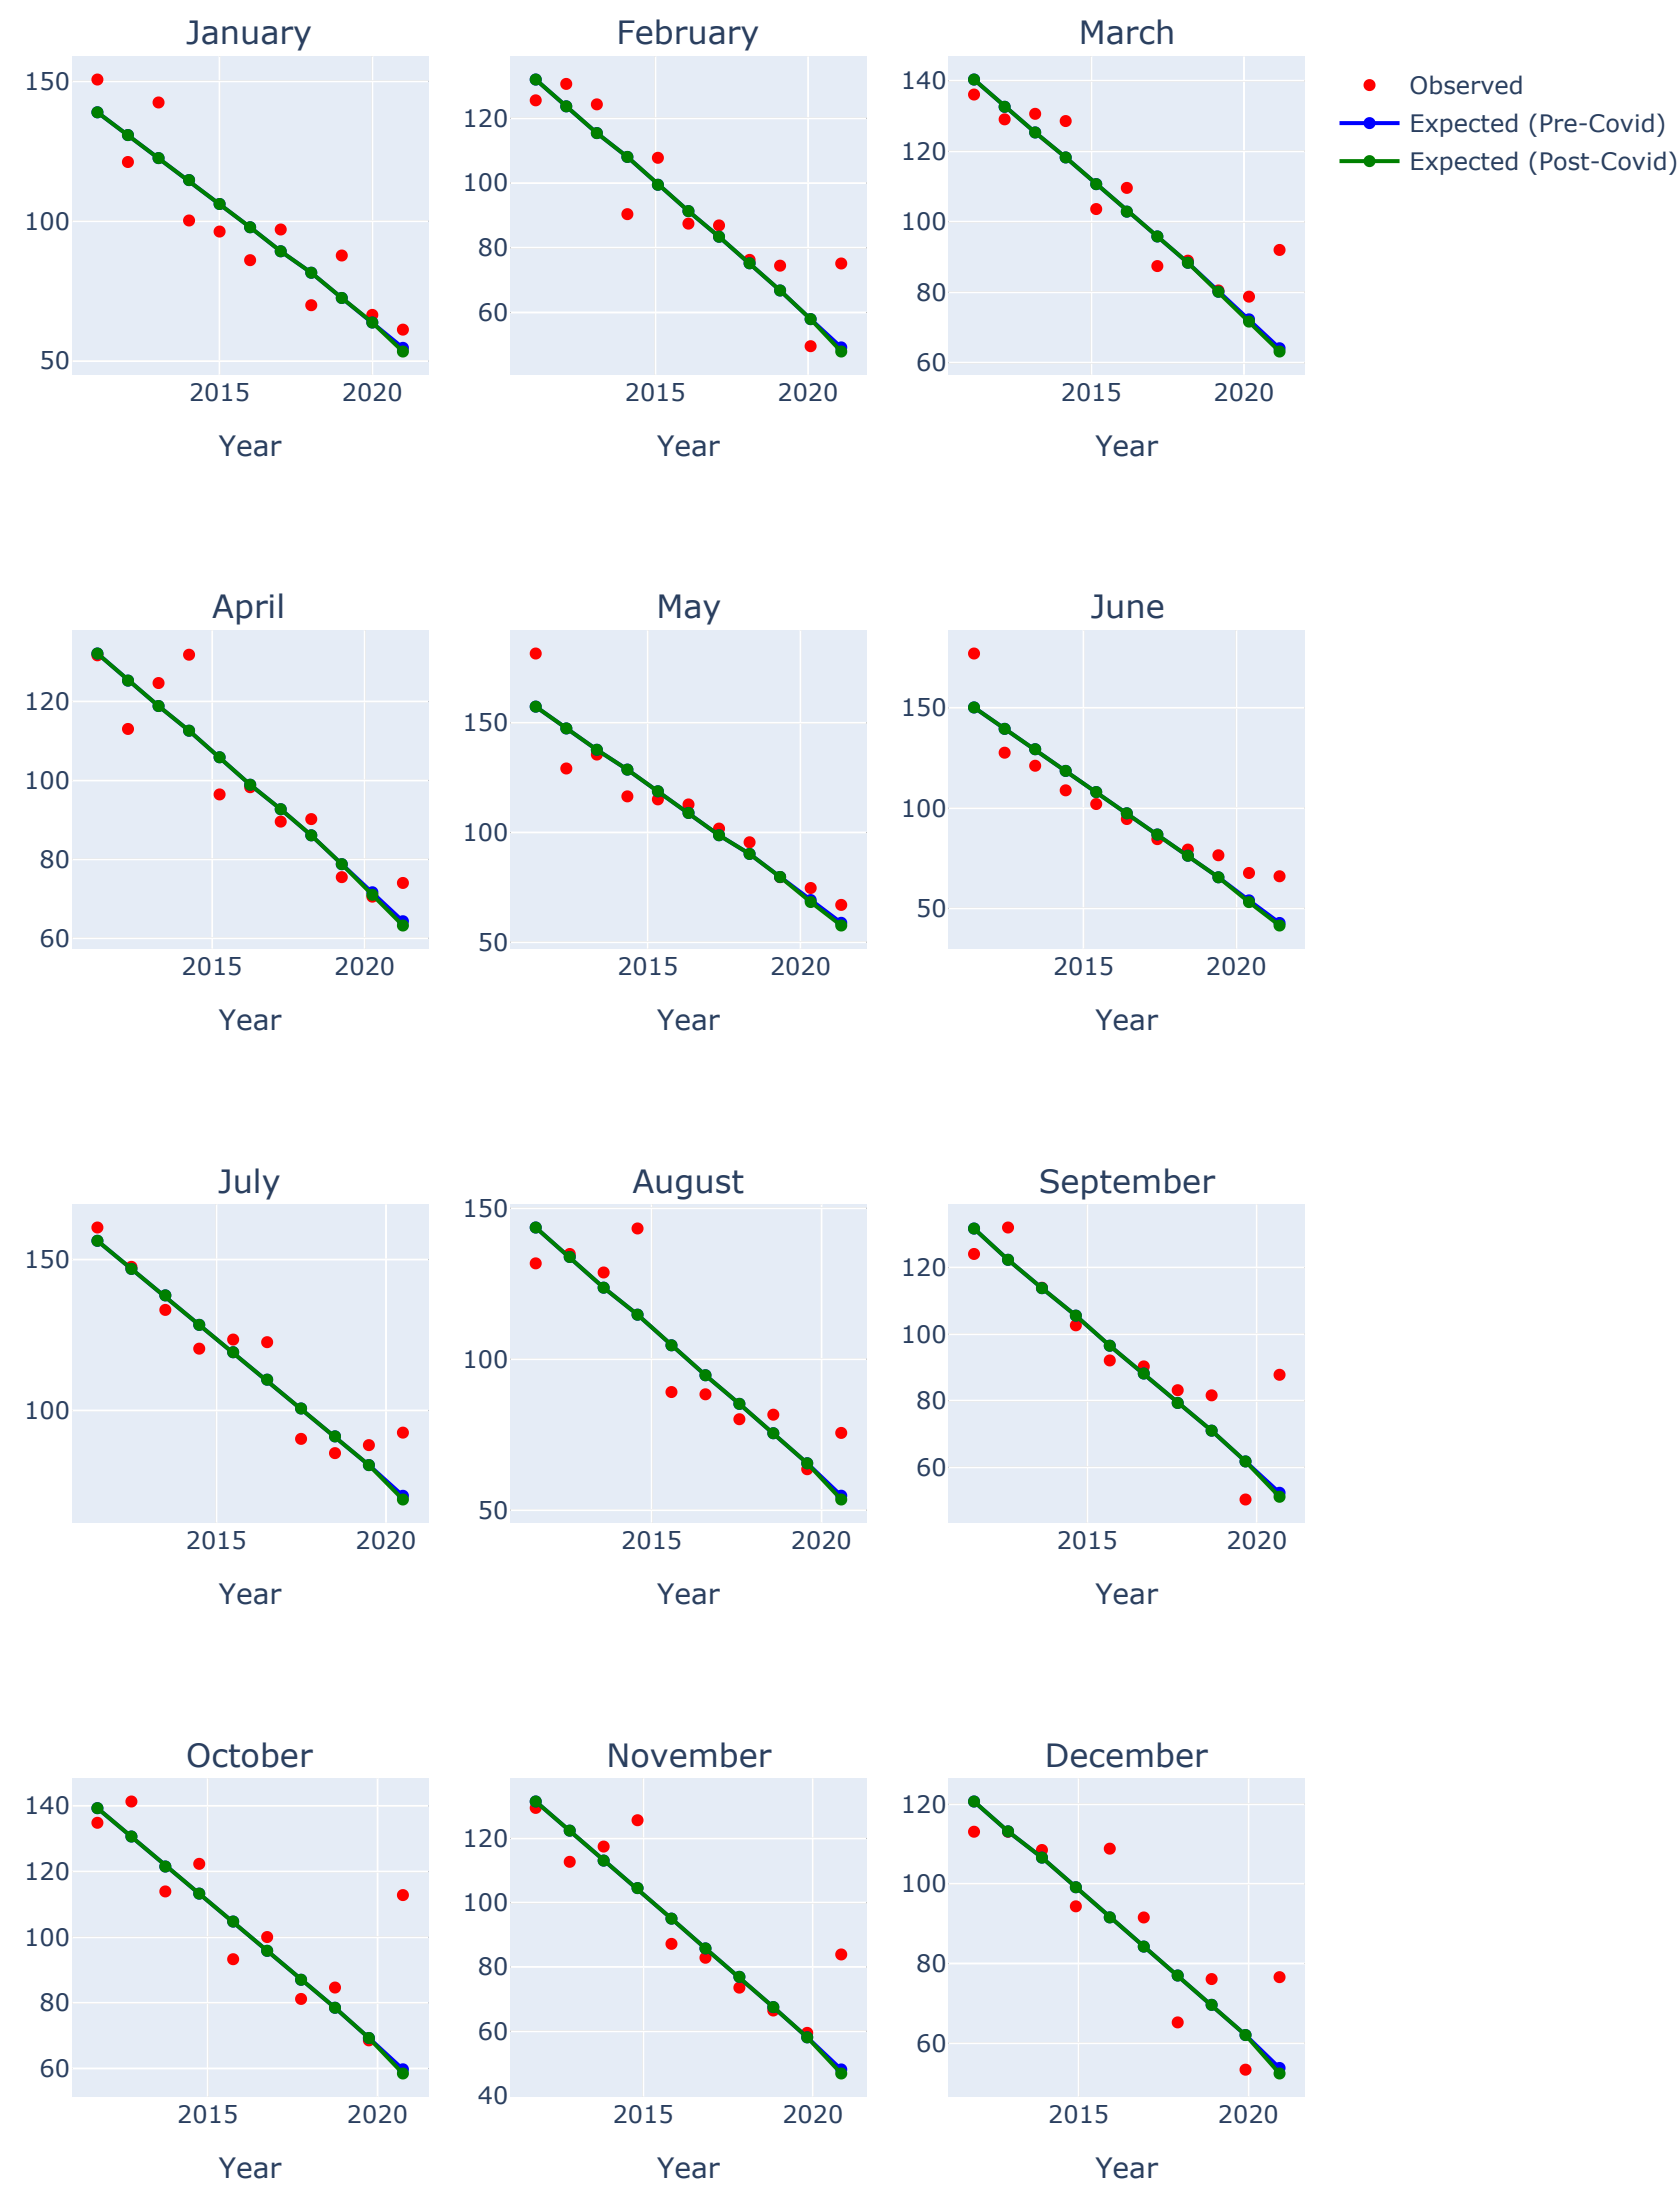 January
February
March
150
100
50
2015
2020
Year
120
100
80
60
2015
2020
Year
140
120
100
80
60
2015
2020
Year
Observed
Expected (Pre-Covid)
Expected (Post-Covid)
April
May
June
120
100
80
60
2015
2020
Year
150
100
50
2015
2020
Year
150
100
50
2015
2020
Year
July
August
September
150
100
2015
2020
Year
150
100
50
2015
2020
Year
120
100
80
60
2015
2020
Year
October
November
December
140
120
100
80
60
2015
2020
Year
120
100
80
60
40
2015
2020
Year
120
100
80
60
2015
2020
Year